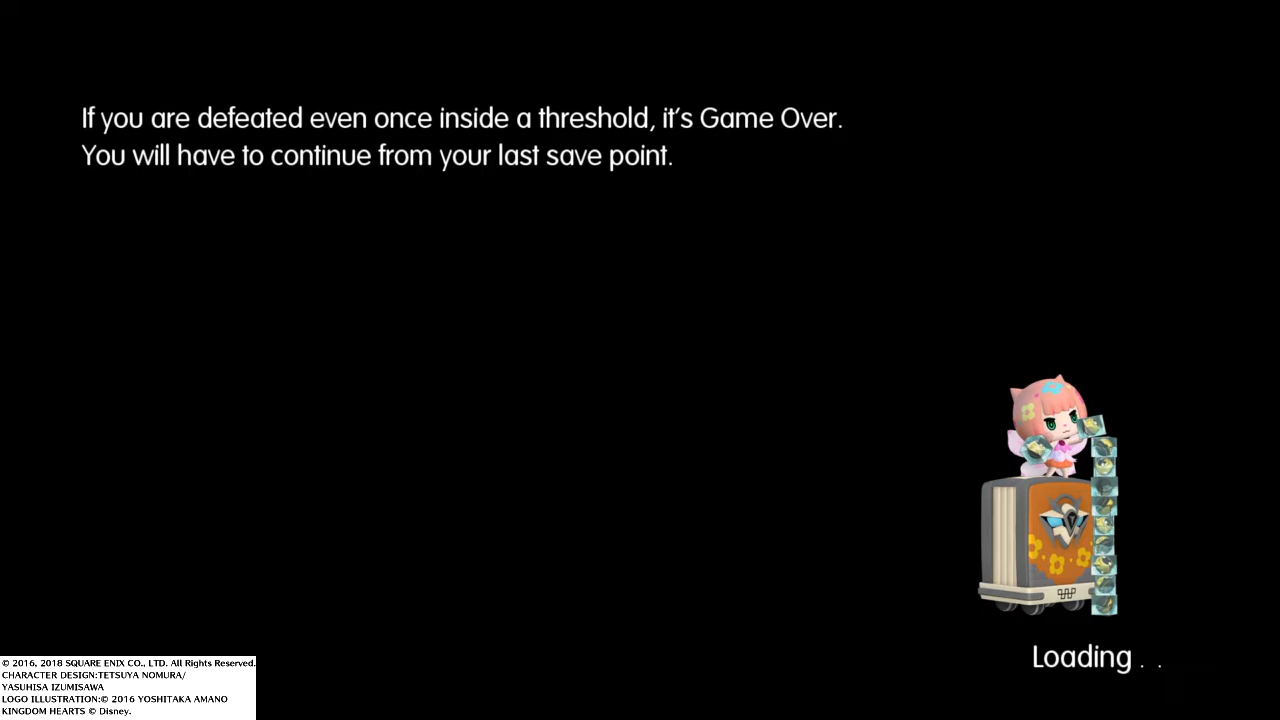 If you are defeated even once inside a threshold, it's Game Over.
You will have to continue from your last save point.
Loading . .
© 2016, 2018 SQUARE ENIX CO., LTD. All Rights Reserved.
CHARACTER DESIGN:TETSUYA NOMURA/
YASUHISA IZUMISAWA
LOGO ILLUSTRATION:© 2016 YOSHITAKA AMANO
KINGDOM HEARTS © Disney.